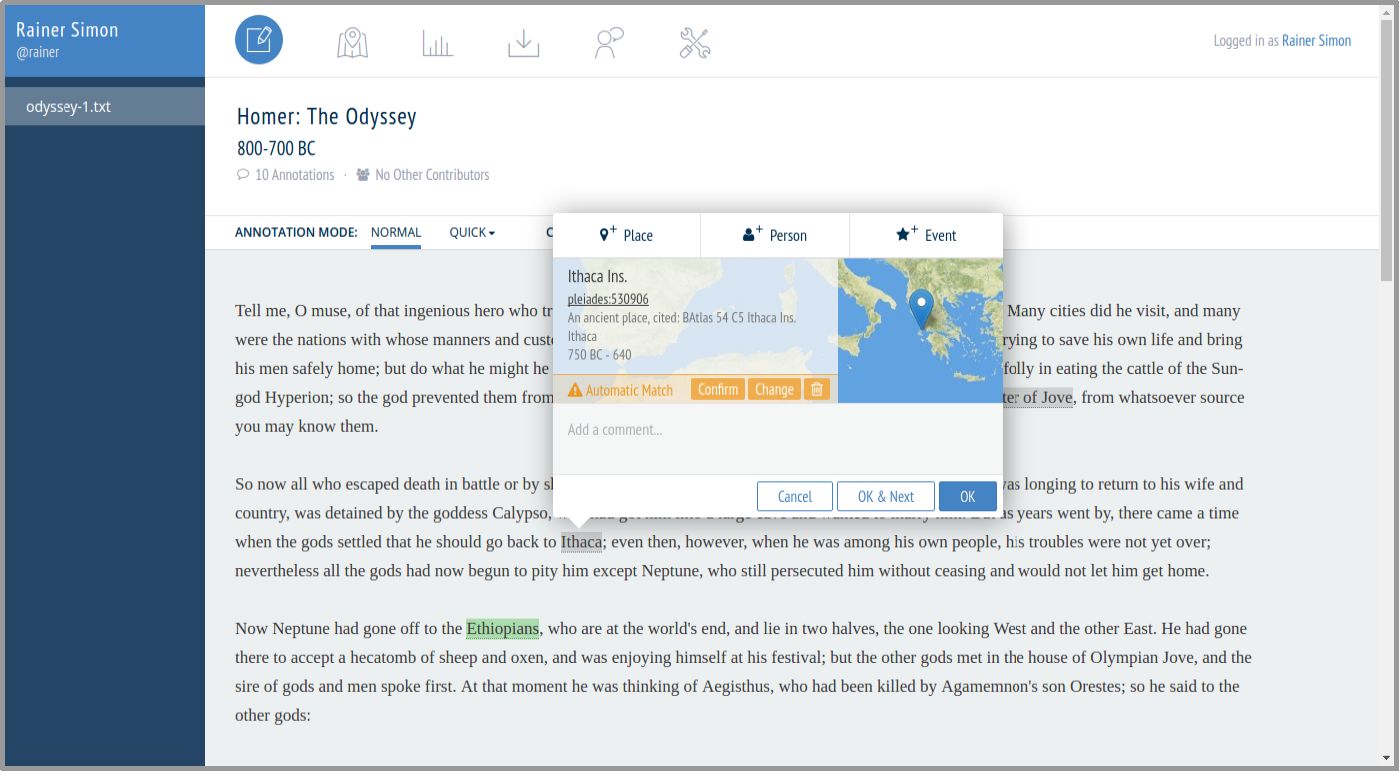 Rainer Simon
@rainer
Logged in as Rainer Simon
odyssey-1.txt
Homer: The Odyssey
800-700 BC
10 Annotations · No Other Contributors
ANNOTATION MODE: NORMAL QUICK
Place Person Event
Ithaca Ins.
pleiades:530906
An ancient place, cited: BAtlas 54 C5 Ithaca Ins.
Ithaca
750 BC - 640
Automatic Match Confirm Change
Add a comment...
Cancel OK & Next OK
Tell me, O muse, of that ingenious hero who Many cities did he visit, and many
were the nations with whose manners and to save his own life and bring
his men safely home; but do what he might he folly in eating the cattle of the Sun-
god Hyperion; so the god prevented them from of Jove, from whatsoever source
you may know them.
So now all who escaped death in battle or by longing to return to his wife and
country, was detained by the goddess Calypso, years went by, there came a time
when the gods settled that he should go back to Ithaca; even then, however, when he was among his own people, his troubles were not yet over;
nevertheless all the gods had now begun to pity him except Neptune, who still persecuted him without ceasing and would not let him get home.
Now Neptune had gone off to the Ethiopians, who are at the world's end, and lie in two halves, the one looking West and the other East. He had gone
there to accept a hecatomb of sheep and oxen, and was enjoying himself at his festival; but the other gods met in the house of Olympian Jove, and the
sire of gods and men spoke first. At that moment he was thinking of Aegisthus, who had been killed by Agamemnon's son Orestes; so he said to the
other gods: